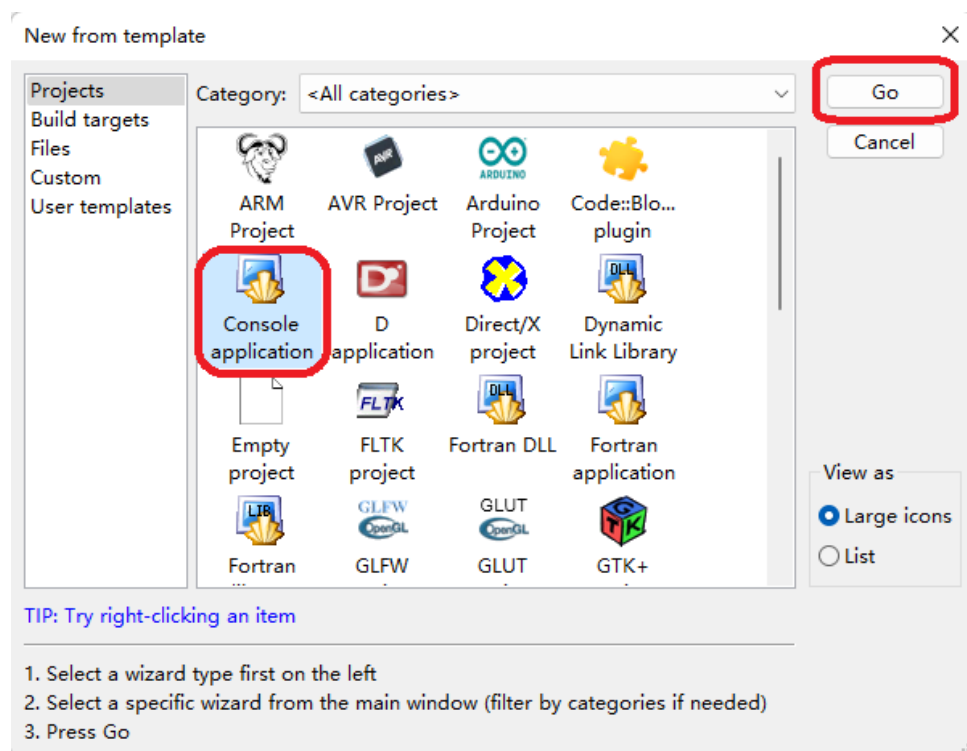 New from template
Projects
Build targets
Files
Custom
User templates
Category: <All categories>
Go
Cancel
AVR
ARDUINO
ARM Project
AVR Project
Arduino Project
Code::Blo... plugin
DLL
Console application
D application
Direct/X project
Dynamic Link Library
FLTK
DLL
Empty project
FLTK project
Fortran DLL
Fortran application
LIB
GLFW
OpenGL
GLUT
OpenGL
GTK
Fortran
GLFW
GLUT
GTK+
View as
Large icons
List
TIP: Try right-clicking an item
1. Select a wizard type first on the left
2. Select a specific wizard from the main window (filter by categories if needed)
3. Press Go